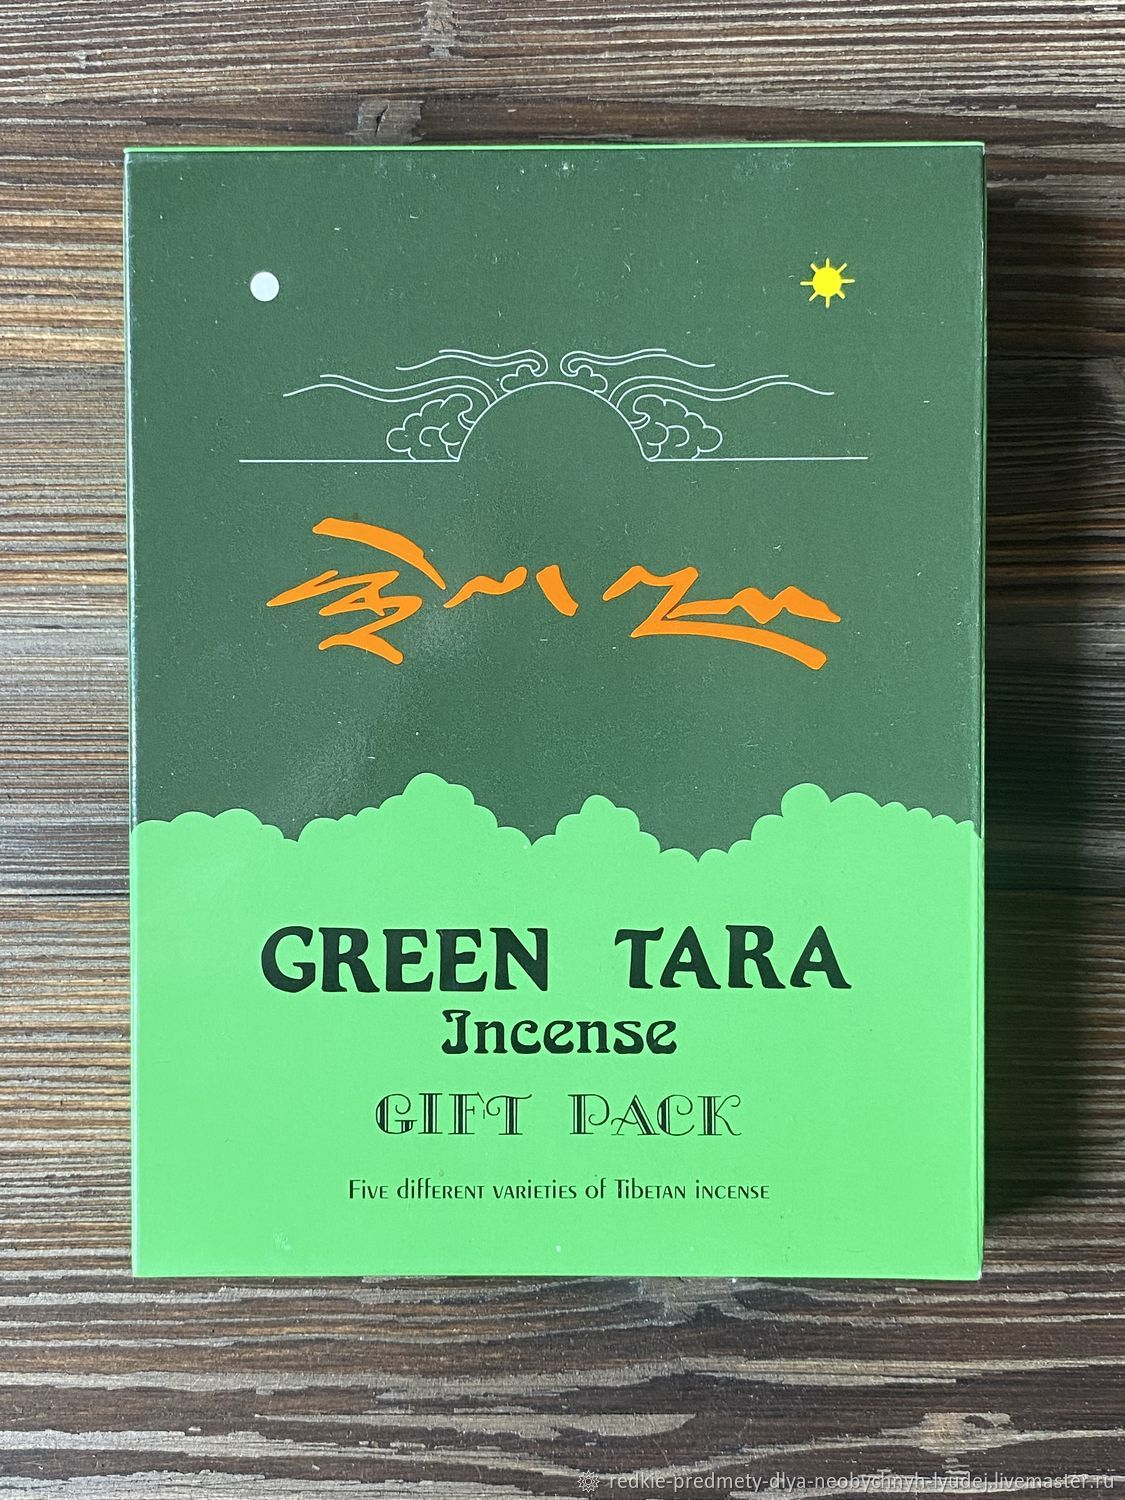 GREEN TARA
Incense
GIFT PACK
Five different varieties of Tibetan incense
redkie-predmety-dlya-neobychnyh-lyudej.livemaster.ru